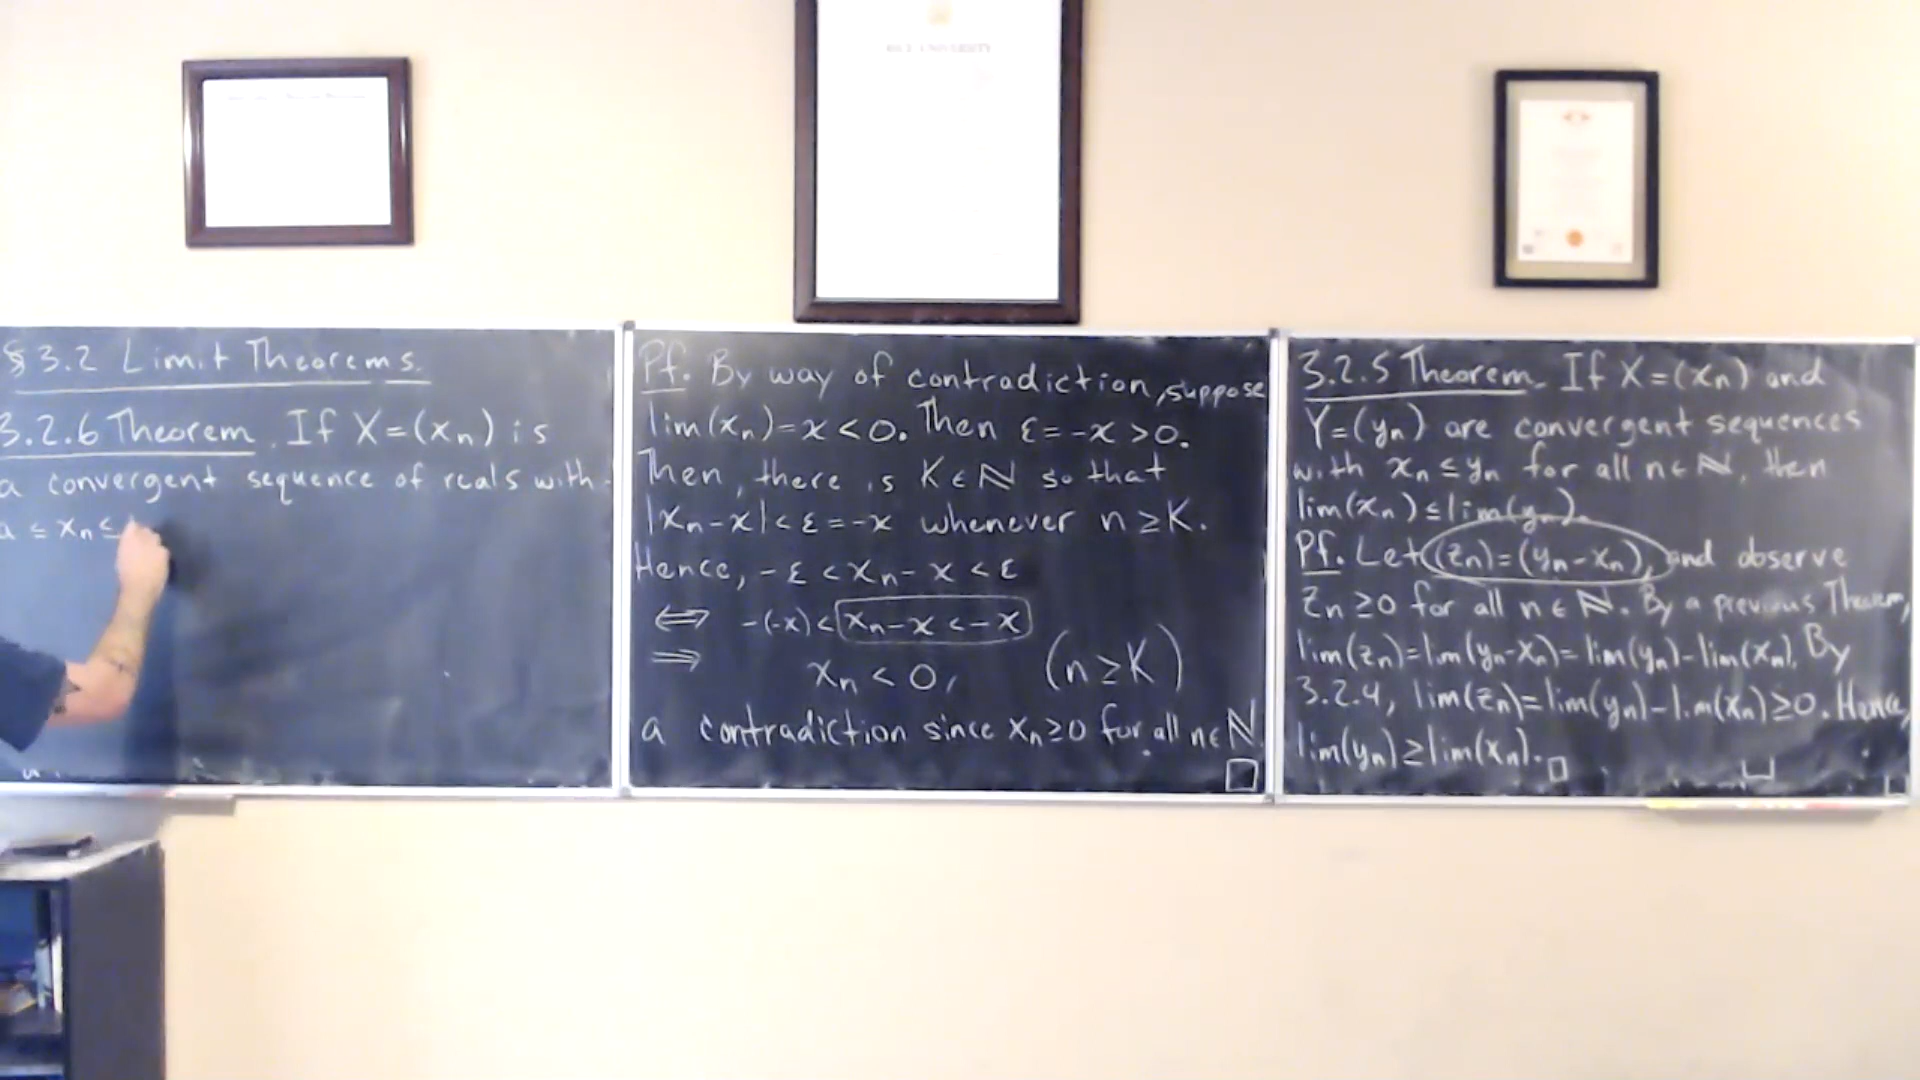 RICE UNIVERSITY
§ 3.2 Limit Theorems.
3.2.6 Theorem. If X=(xₙ) is
a convergent sequence of reals with
a ≤ xₙ ≤
Pf. By way of contradiction, suppose
lim(xₙ)=x<0. Then ε=-x>0.
Then, there is K∈ℕ so that
|xₙ-x|<ε=-x whenever n≥K.
Hence, -ε<xₙ-x<ε
⟺ -(-x)<xₙ-x<-x
⟹ xₙ<0, (n≥K)
a contradiction since xₙ≥0 for all n∈ℕ.
□
3.2.5 Theorem. If X=(xₙ) and
Y=(yₙ) are convergent sequences
with xₙ≤yₙ for all n∈ℕ, then
lim(xₙ)≤lim(yₙ).
Pf. Let (zₙ)=(yₙ-xₙ), and observe
zₙ≥0 for all n∈ℕ. By a previous Theorem,
lim(zₙ)=lim(yₙ-xₙ)=lim(yₙ)-lim(xₙ). By
3.2.4, lim(zₙ)=lim(yₙ)-lim(xₙ)≥0. Hence,
lim(yₙ)≥lim(xₙ). □